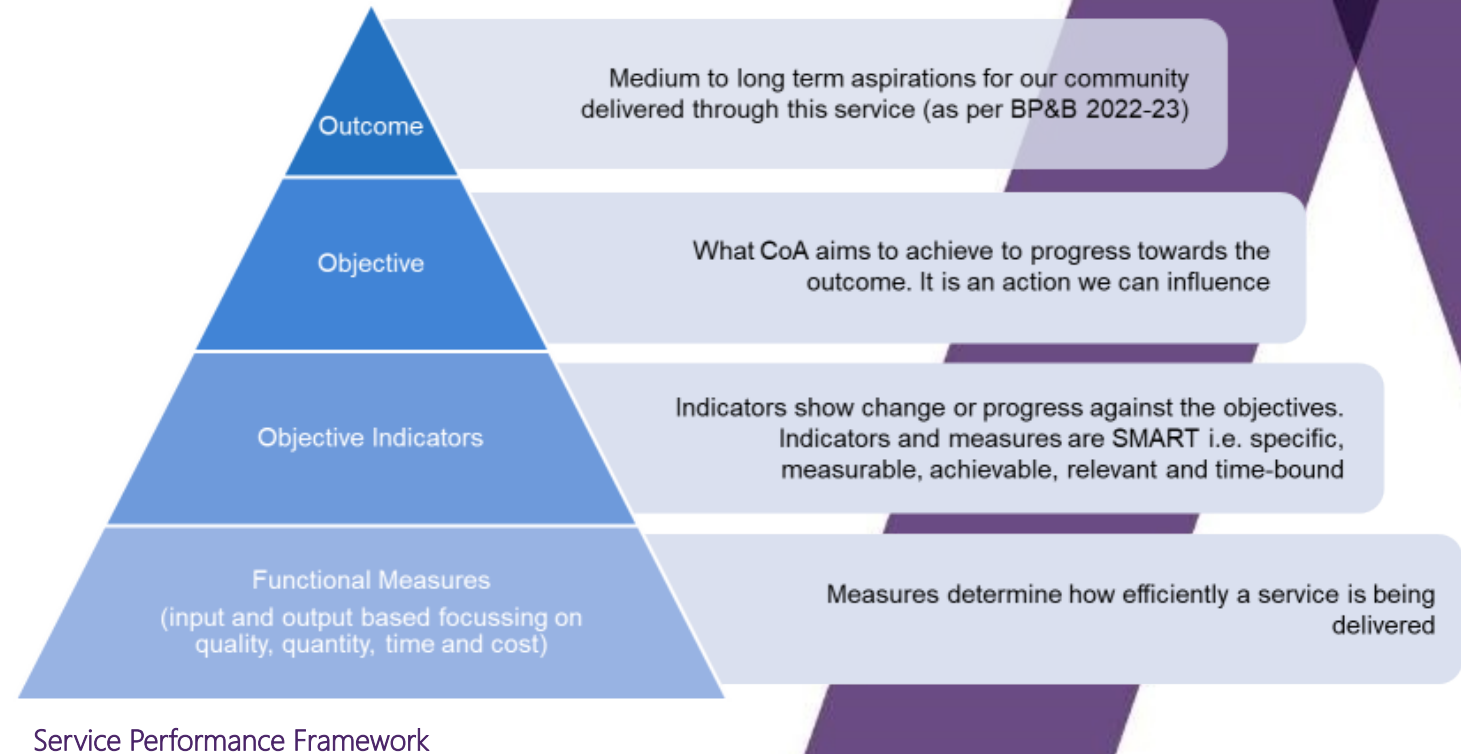 Outcome
Medium to long term aspirations for our community
delivered through this service (as per BP&B 2022-23)
Objective
What CoA aims to achieve to progress towards the
outcome. It is an action we can influence
Objective Indicators
Indicators show change or progress against the objectives.
Indicators and measures are SMART i.e. specific,
measurable, achievable, relevant and time-bound
Functional Measures
(input and output based focussing on
quality, quantity, time and cost)
Measures determine how efficiently a service is being
delivered
Service Performance Framework